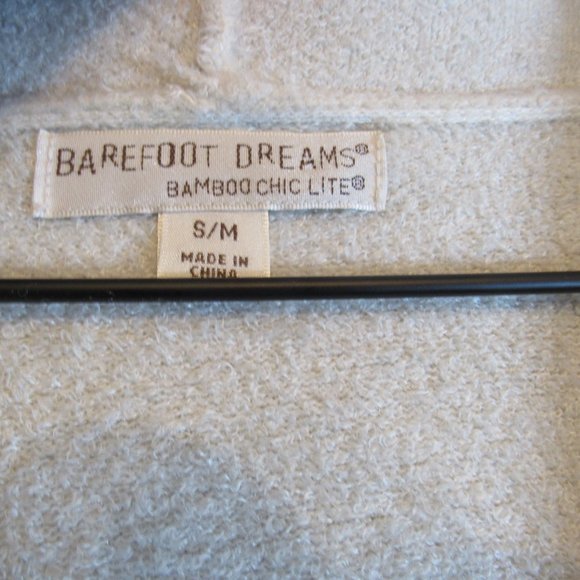 BAREFOOT DREAMS®
BAMBOO CHIC LITE®
S/M
MADE IN
CHINA